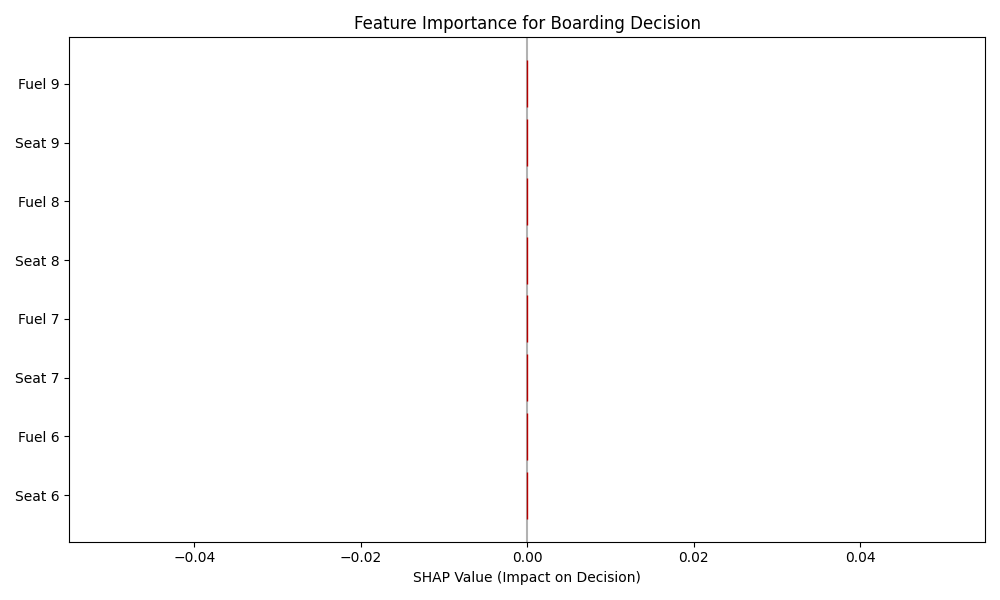 Feature Importance for Boarding Decision
Fuel 9
Seat 9
Fuel 8
Seat 8
Fuel 7
Seat 7
Fuel 6
Seat 6
−0.04
−0.02
0.00
0.02
0.04
SHAP Value (Impact on Decision)